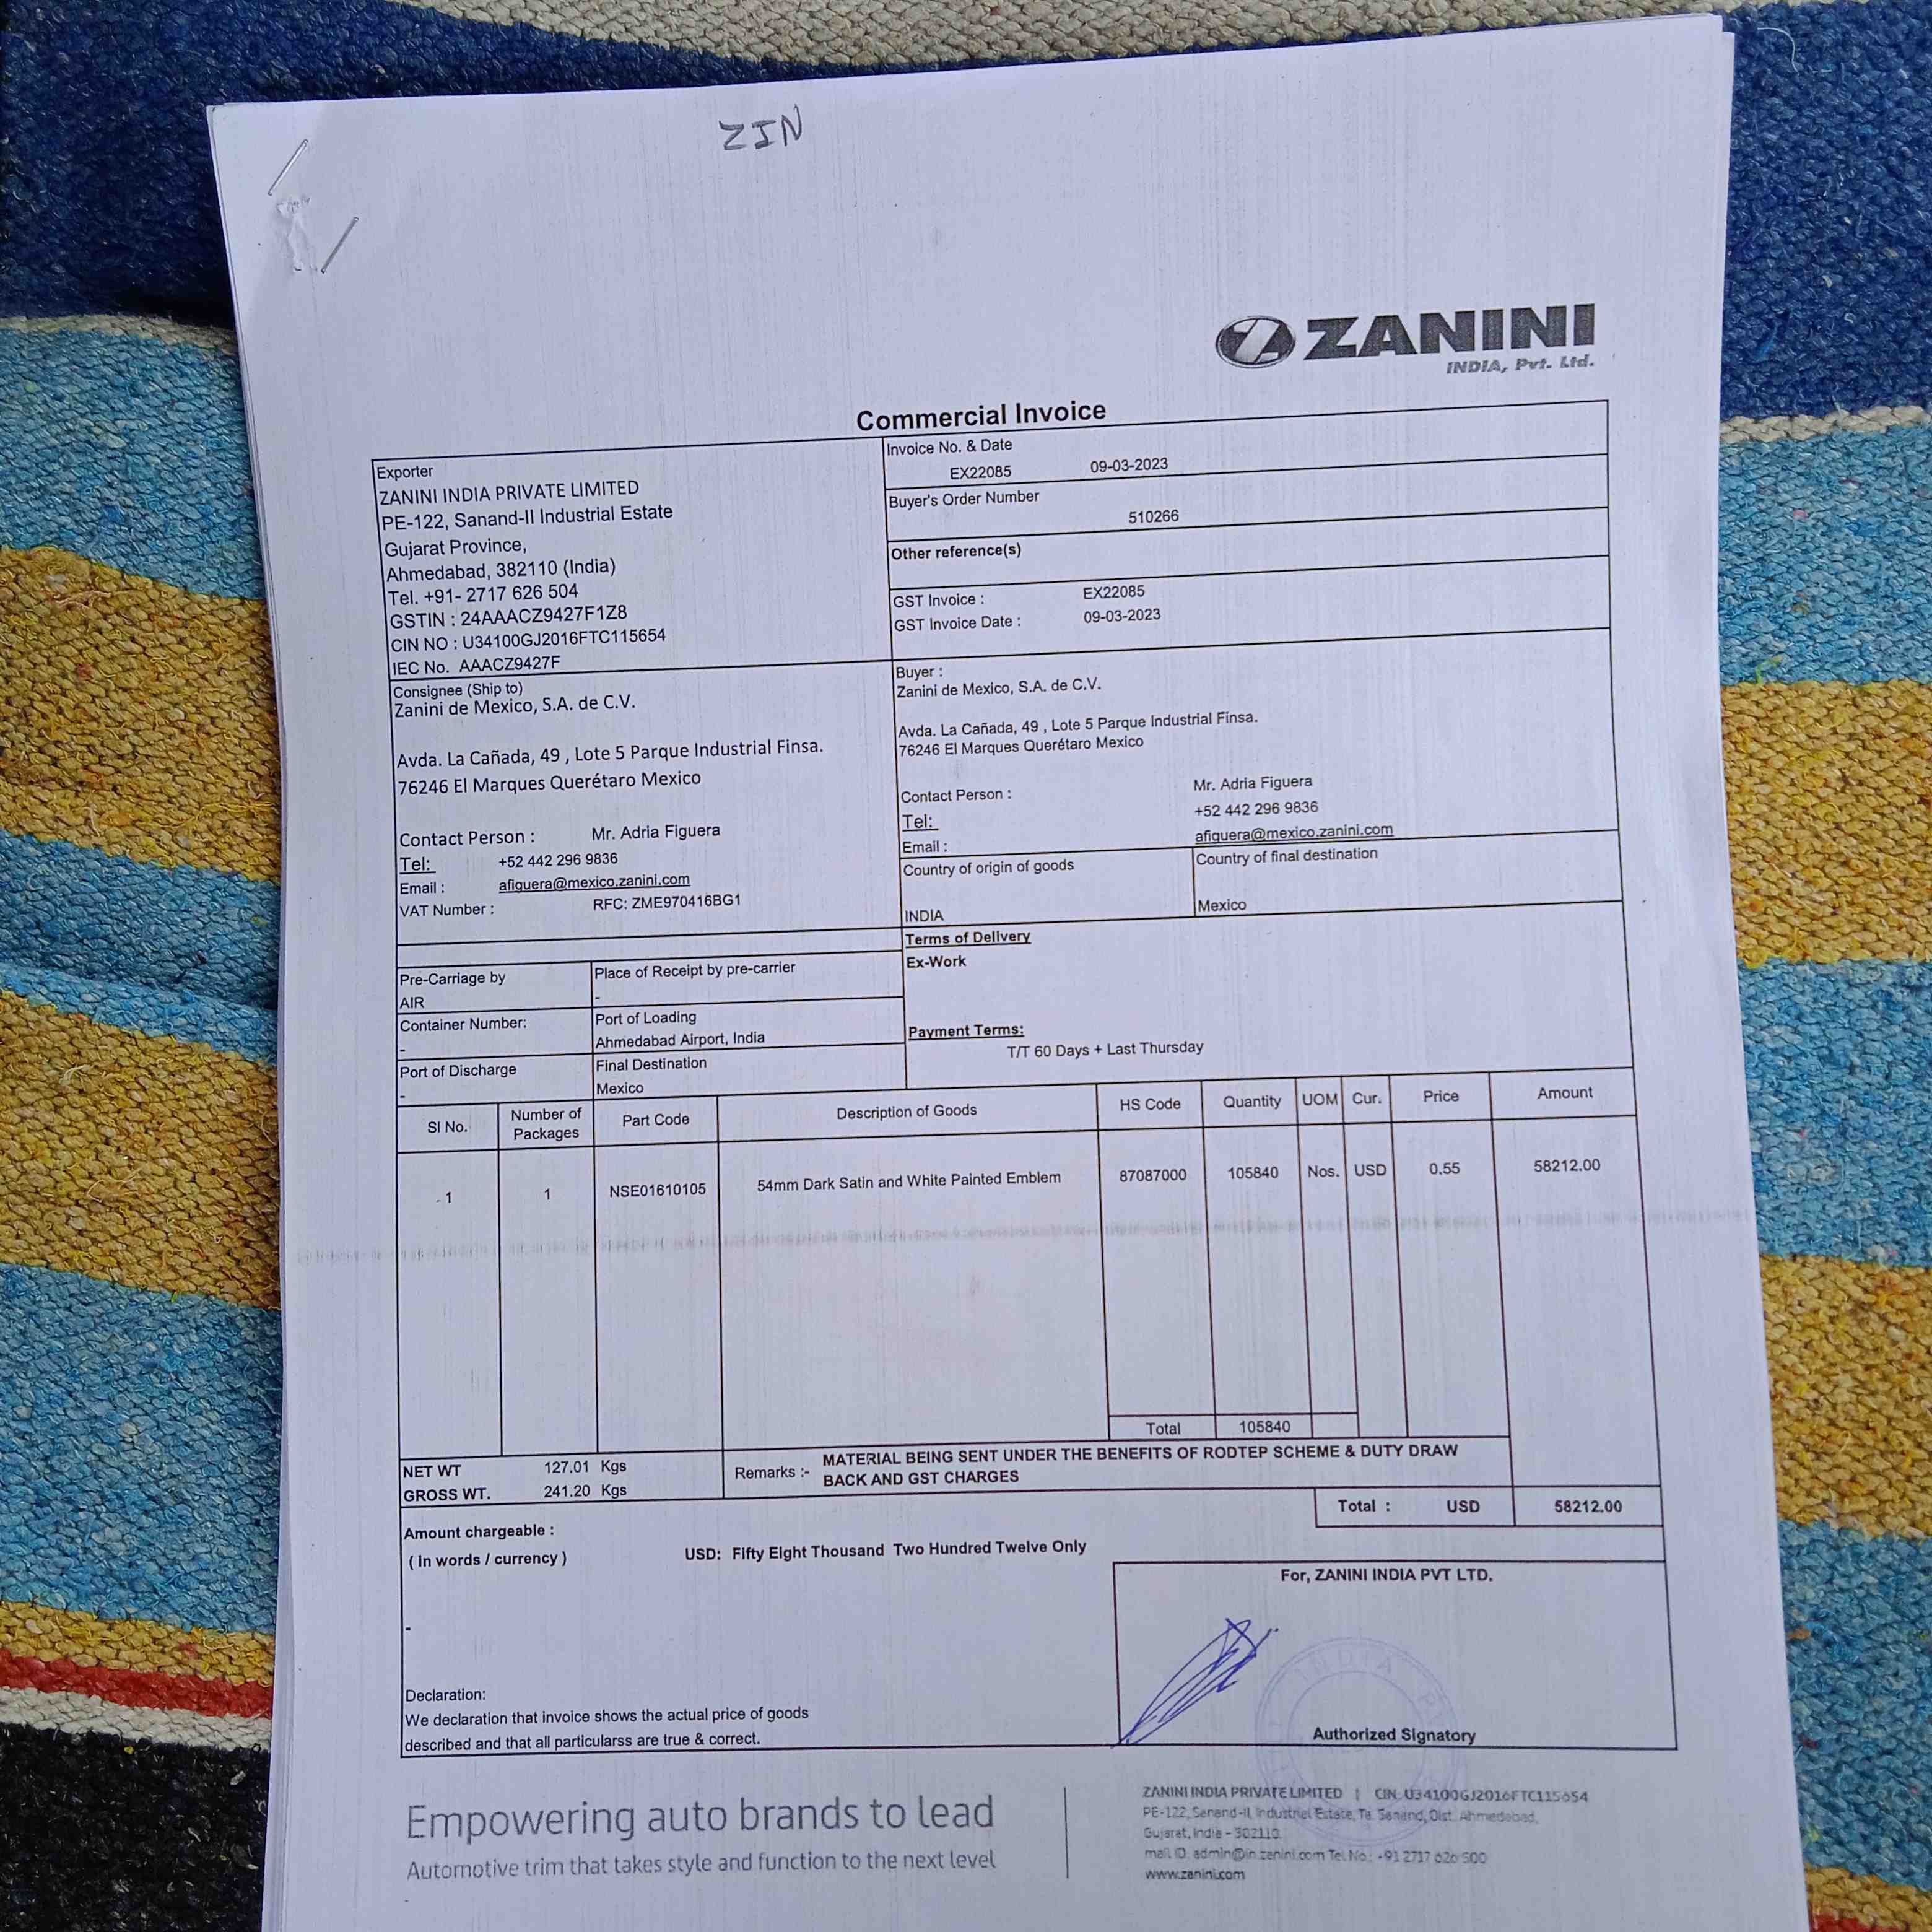 ZIN
ZANINI
INDIA, Pvt. Ltd.
Commercial Invoice
Exporter
ZANINI INDIA PRIVATE LIMITED
PE-122, Sanand-II Industrial Estate
Gujarat Province,
Ahmedabad, 382110 (India)
Tel. +91- 2717 626 504
GSTIN : 24AAACZ9427F1Z8
CIN NO : U34100GJ2016FTC115654
IEC No. AAACZ9427F
Invoice No. & Date
EX22085 09-03-2023
Buyer's Order Number
510266
Other reference(s)
GST Invoice : EX22085
GST Invoice Date : 09-03-2023
Consignee (Ship to)
Zanini de Mexico, S.A. de C.V.
Avda. La Cañada, 49 , Lote 5 Parque Industrial Finsa.
76246 El Marques Querétaro Mexico
Contact Person : Mr. Adria Figuera
Tel: +52 442 296 9836
Email : afiguera@mexico.zanini.com
VAT Number : RFC: ZME970416BG1
Buyer :
Zanini de Mexico, S.A. de C.V.
Avda. La Cañada, 49 , Lote 5 Parque Industrial Finsa.
76246 El Marques Querétaro Mexico
Contact Person : Mr. Adria Figuera
Tel: +52 442 296 9836
Email : afiguera@mexico.zanini.com
Country of origin of goods Country of final destination
INDIA Mexico
Pre-Carriage by Place of Receipt by pre-carrier
AIR -
Container Number: Port of Loading
- Ahmedabad Airport, India
Port of Discharge Final Destination
- Mexico
Terms of Delivery
Ex-Work
Payment Terms:
T/T 60 Days + Last Thursday
Sl No. Number of Packages Part Code Description of Goods HS Code Quantity UOM Cur. Price Amount
1 1 NSE01610105 54mm Dark Satin and White Painted Emblem 87087000 105840 Nos. USD 0.55 58212.00
Total 105840
NET WT 127.01 Kgs
GROSS WT. 241.20 Kgs
Remarks :- MATERIAL BEING SENT UNDER THE BENEFITS OF RODTEP SCHEME & DUTY DRAW
BACK AND GST CHARGES
Total : USD 58212.00
Amount chargeable :
( In words / currency ) USD: Fifty Eight Thousand Two Hundred Twelve Only
-
For, ZANINI INDIA PVT LTD.
INDIA
Authorized Signatory
Declaration:
We declaration that invoice shows the actual price of goods
described and that all particularss are true & correct.
Empowering auto brands to lead
Automotive trim that takes style and function to the next level
ZANINI INDIA PRIVATE LIMITED | CIN U34100GJ2016FTC115654
PE-122, Sanand-II, Industriel Estate, Ta. Sanand, Dist. Ahmedabad,
Gujarat, India - 302110
mail ID: admin@in.zanini.com Tel.No.: +91 2717 626 500
www.zanini.com